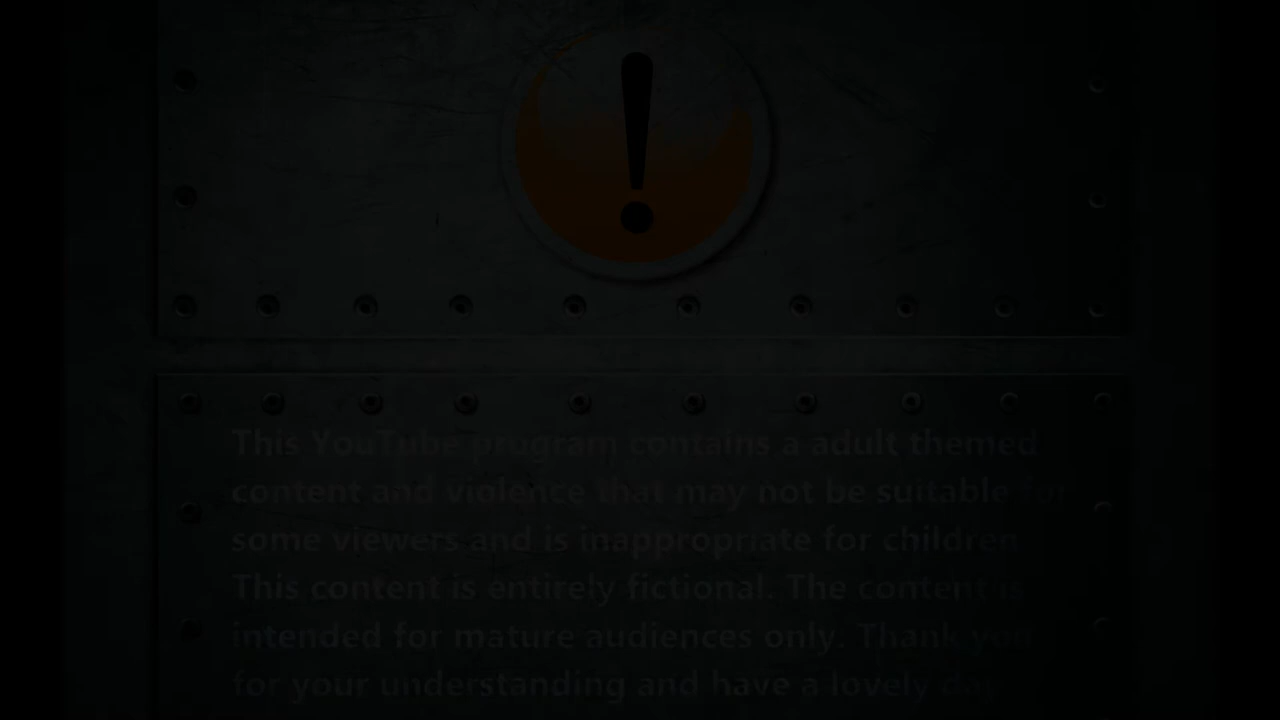 This YouTube program contains a adult themed
content and violence that may not be suitable for
some viewers and is inappropriate for children
This content is entirely fictional. The content is
intended for mature audiences only. Thank you
for your understanding and have a lovely day